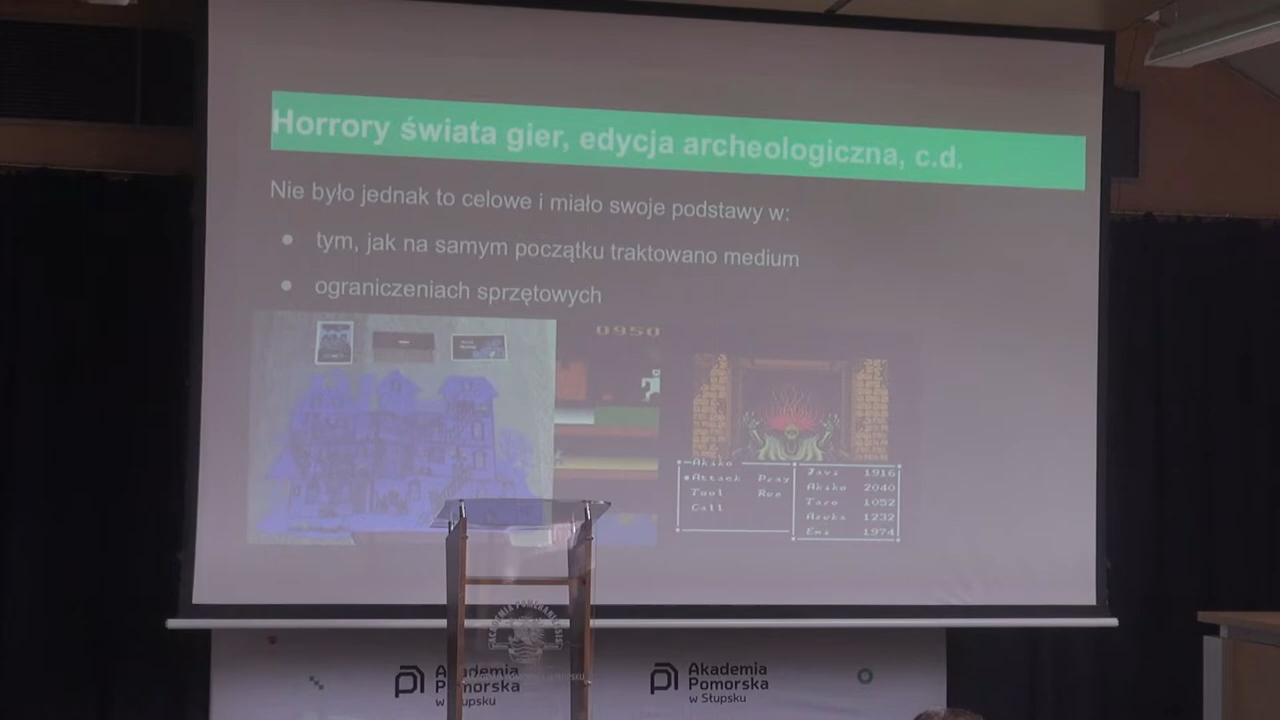 Horrory świata gier, edycja archeologiczna, c.d.
Nie było jednak to celowe i miało swoje podstawy w:
● tym, jak na samym początku traktowano medium
● ograniczeniach sprzętowych
0950
Akiko
Attack Pray
Tool Run
Call
1916
Akiko 2040
Taro 1052
Asuka 1232
Emi 1974
Akademia
Pomorska
w Słupsku
Akademia
Pomorska
w Słupsku